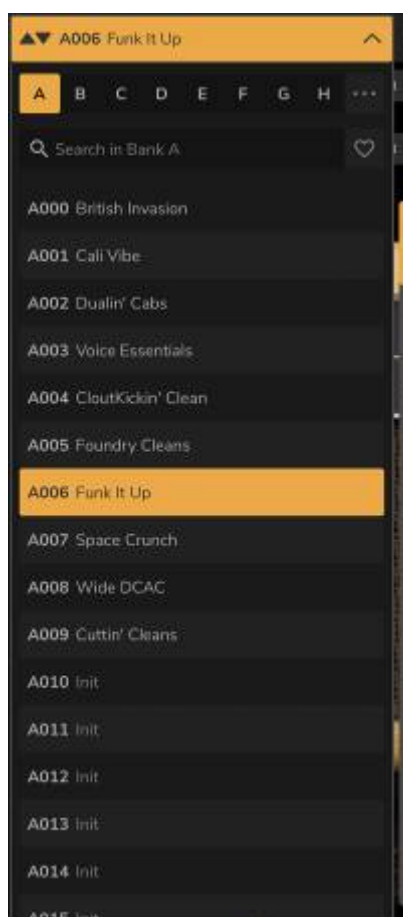 A006 Funk It Up
A B C D E F G H ...
Search in Bank A
A000 British Invasion
A001 Cali Vibe
A002 Dualin' Cabs
A003 Voice Essentials
A004 CloutKickin' Clean
A005 Foundry Cleans
A006 Funk It Up
A007 Space Crunch
A008 Wide DCAC
A009 Cuttin' Cleans
A010 Init
A011 Init
A012 Init
A013 Init
A014 Init
A015 Init